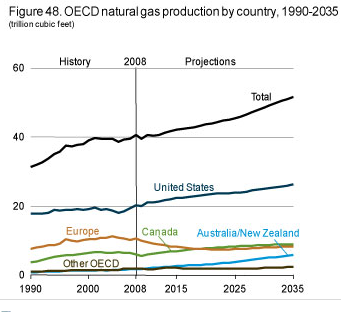 Figure 48. OECD natural gas production by country, 1990-2035
(trillion cubic feet)
60
History 2008 Projections
Total
40
United States
20
Europe
Canada
Australia/New Zealand
Other OECD
0
1990 2000 2008 2015 2025 2035